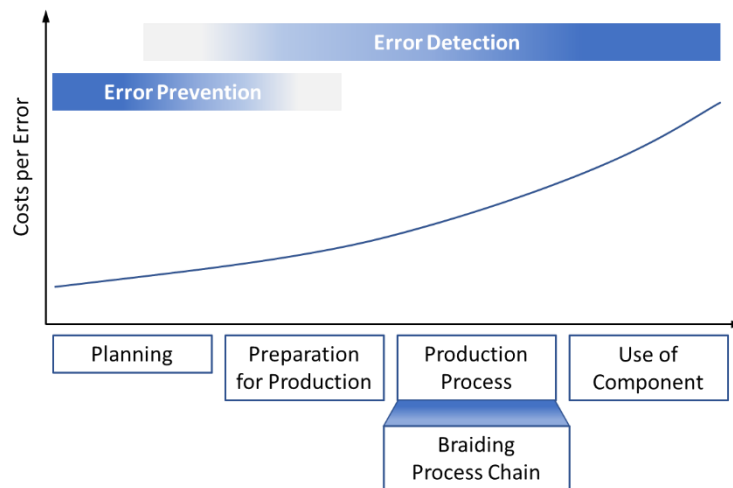 Error Detection
Error Prevention
Costs per Error
Planning
Preparation
for Production
Production
Process
Use of
Component
Braiding
Process Chain